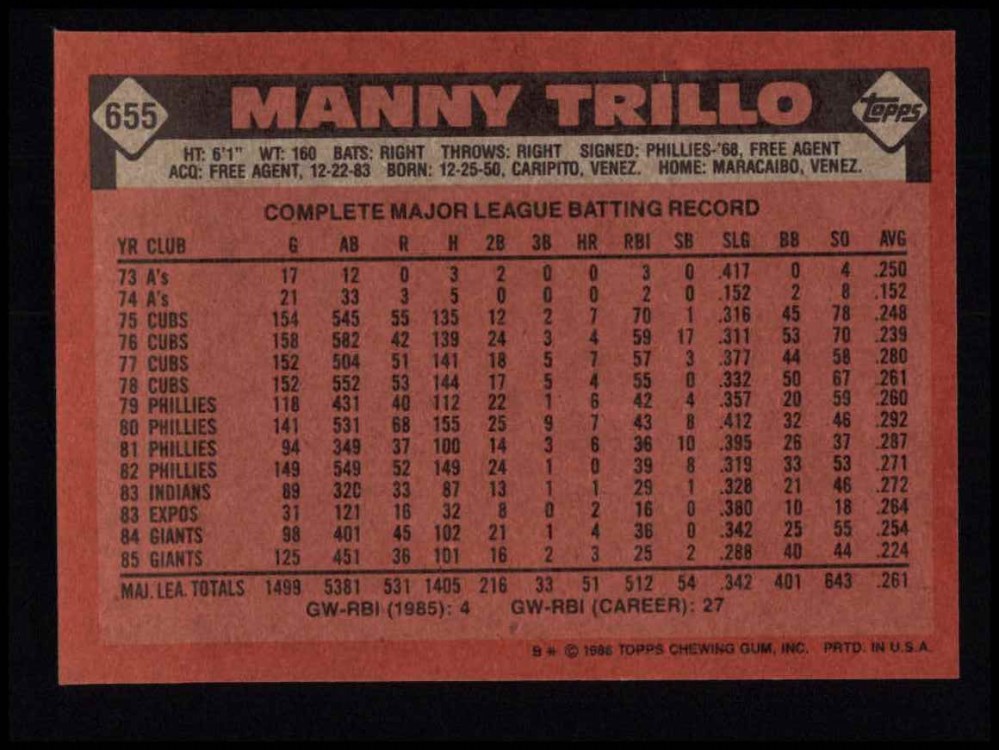 655 MANNY TRILLO Topps
HT: 6'1" WT: 160 BATS: RIGHT THROWS: RIGHT SIGNED: PHILLIES-'68, FREE AGENT
ACQ: FREE AGENT, 12-22-83 BORN: 12-25-50, CARIPITO, VENEZ. HOME: MARACAIBO, VENEZ.
COMPLETE MAJOR LEAGUE BATTING RECORD
YR CLUB G AB R H 2B 3B HR RBI SB SLG BB SO AVG
73 A's 17 12 0 3 2 0 0 3 0 .417 0 4 .250
74 A's 21 33 3 5 0 0 0 2 0 .152 2 8 .152
75 CUBS 154 545 55 135 12 2 7 70 1 .316 45 78 .248
76 CUBS 158 582 42 139 24 3 4 59 17 .311 53 70 .239
77 CUBS 152 504 51 141 18 5 7 57 3 .377 44 58 .280
78 CUBS 152 552 53 144 17 5 4 55 0 .332 50 67 .261
79 PHILLIES 118 431 40 112 22 1 6 42 4 .357 20 59 .260
80 PHILLIES 141 531 68 155 25 9 7 43 8 .412 32 46 .292
81 PHILLIES 94 349 37 100 14 3 6 36 10 .395 26 37 .287
82 PHILLIES 149 549 52 149 24 1 0 39 8 .319 33 53 .271
83 INDIANS 89 320 33 87 13 1 1 29 1 .328 21 46 .272
83 EXPOS 31 121 16 32 8 0 2 16 0 .380 10 18 .264
84 GIANTS 98 401 45 102 21 1 4 36 0 .342 25 55 .254
85 GIANTS 125 451 36 101 16 2 3 25 2 .288 40 44 .224
MAJ. LEA. TOTALS 1499 5381 531 1405 216 33 51 512 54 .342 401 643 .261
GW-RBI (1985): 4 GW-RBI (CAREER): 27
B * © 1986 TOPPS CHEWING GUM, INC. PRTD. IN U.S.A.